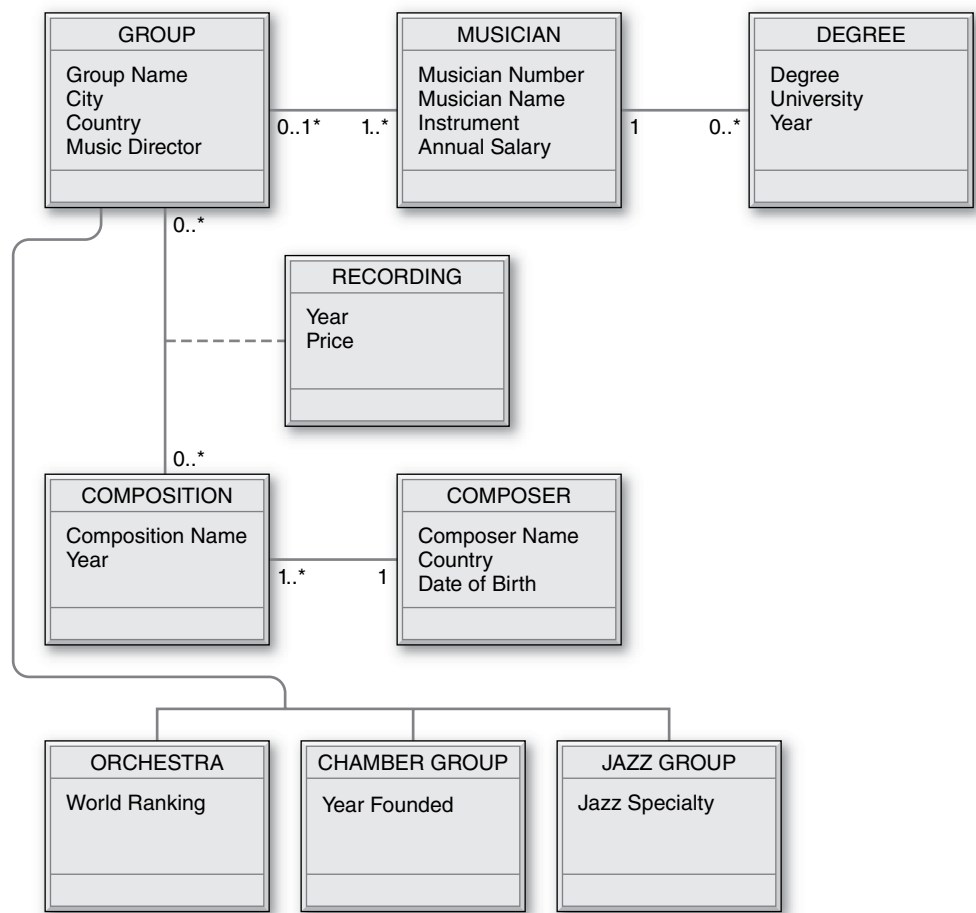 GROUP
Group Name
City
Country
Music Director
0..1*
1..*
MUSICIAN
Musician Number
Musician Name
Instrument
Annual Salary
1
0..*
DEGREE
Degree
University
Year
0..*
RECORDING
Year
Price
0..*
COMPOSITION
Composition Name
Year
1..*
1
COMPOSER
Composer Name
Country
Date of Birth
ORCHESTRA
World Ranking
CHAMBER GROUP
Year Founded
JAZZ GROUP
Jazz Specialty